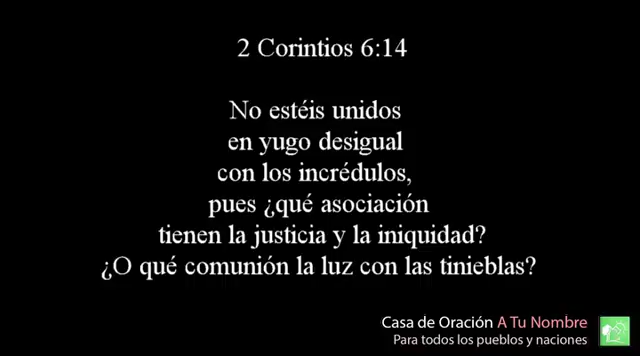 2 Corintios 6:14
No estéis unidos
en yugo desigual
con los incrédulos,
pues ¿qué asociación
tienen la justicia y la iniquidad?
¿O qué comunión la luz con las tinieblas?
Casa de Oración A Tu Nombre
Para todos los pueblos y naciones